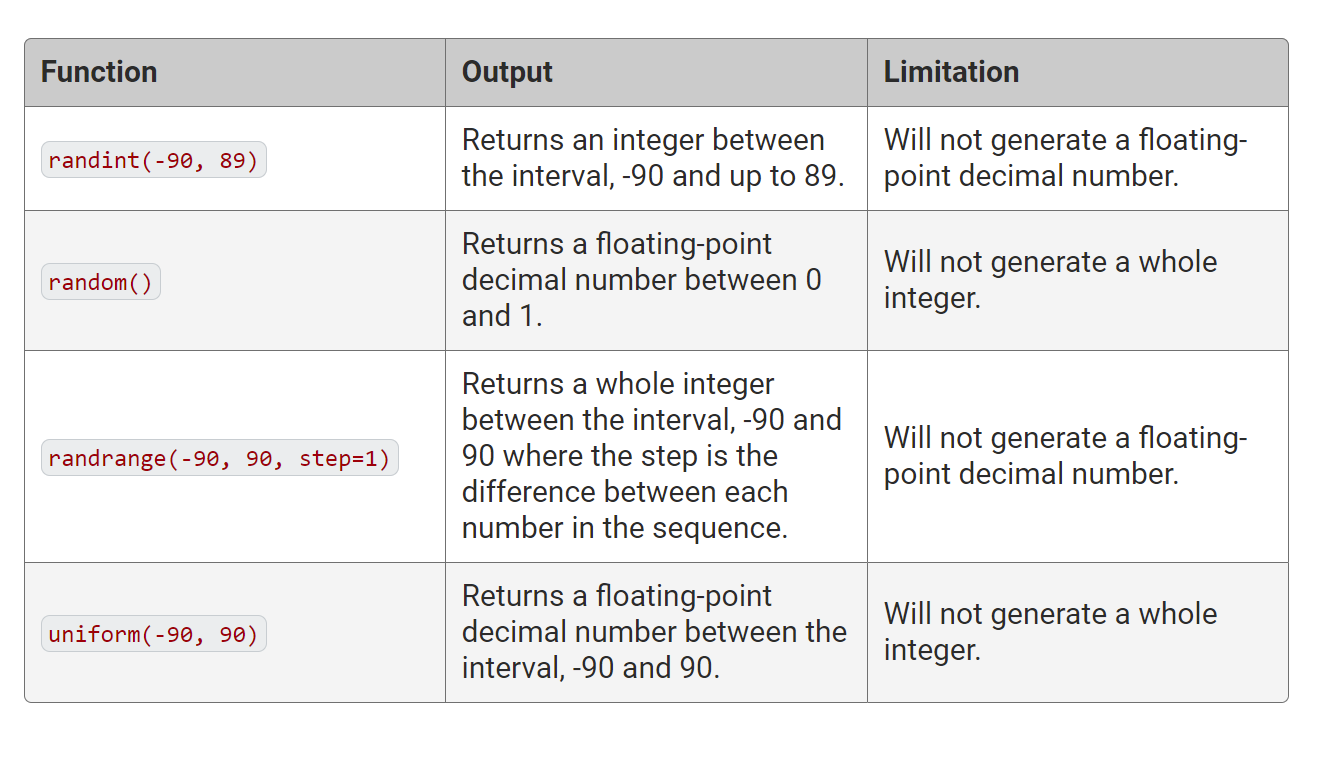 Function Output Limitation
randint(-90, 89)
Returns an integer between
the interval, -90 and up to 89.
Will not generate a floating-
point decimal number.
random()
Returns a floating-point
decimal number between 0
and 1.
Will not generate a whole
integer.
randrange(-90, 90, step=1)
Returns a whole integer
between the interval, -90 and
90 where the step is the
difference between each
number in the sequence.
Will not generate a floating-
point decimal number.
uniform(-90, 90)
Returns a floating-point
decimal number between the
interval, -90 and 90.
Will not generate a whole
integer.